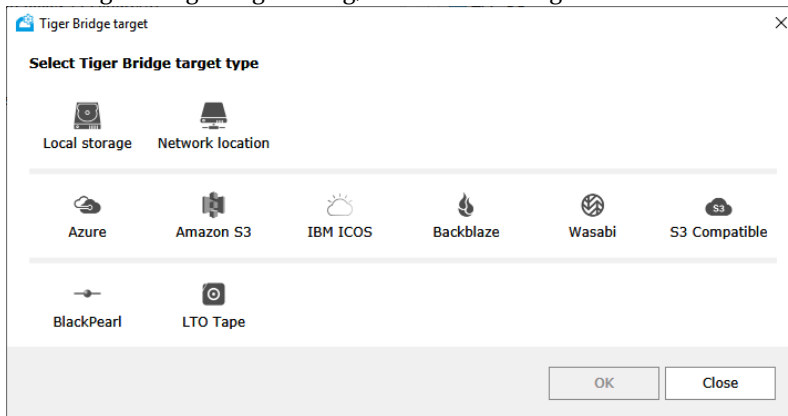 Tiger Bridge target
Select Tiger Bridge target type
Local storage Network location
Azure Amazon S3 IBM ICOS Backblaze Wasabi S3 Compatible
S3
BlackPearl LTO Tape
OK Close